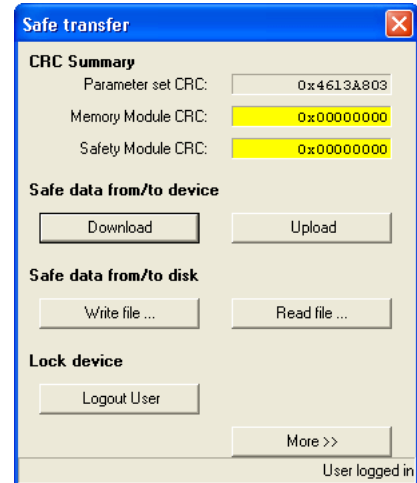 Safe transfer
CRC Summary
Parameter set CRC: 0x4613A803
Memory Module CRC: 0x00000000
Safety Module CRC: 0x00000000
Safe data from/to device
Download Upload
Safe data from/to disk
Write file ... Read file ...
Lock device
Logout User
More >>
User logged in